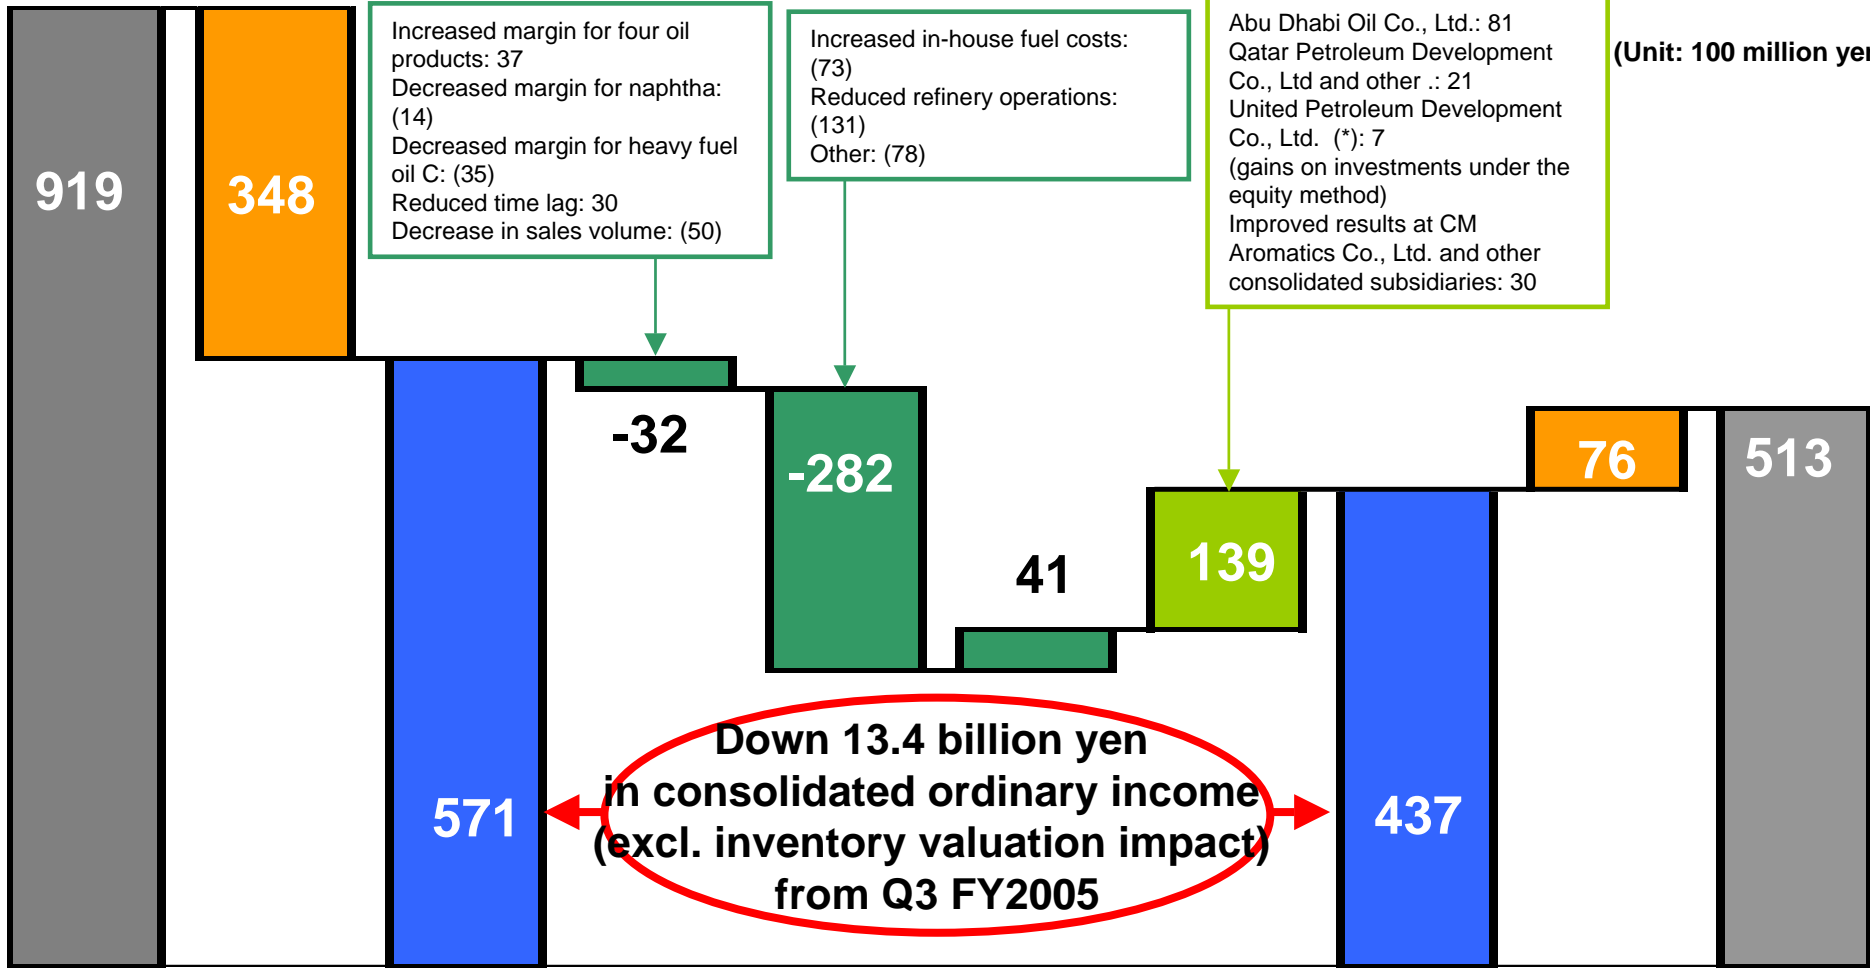 Increased margin for four oil
products: 37
Decreased margin for naphtha:
(14)
Decreased margin for heavy fuel
oil C: (35)
Reduced time lag: 30
Decrease in sales volume: (50)
Increased in-house fuel costs:
(73)
Reduced refinery operations:
(131)
Other: (78)
Abu Dhabi Oil Co., Ltd.: 81
Qatar Petroleum Development
Co., Ltd and other .: 21
United Petroleum Development
Co., Ltd.  (*): 7
(gains on investments under the
equity method)
Improved results at CM
Aromatics Co., Ltd. and other
consolidated subsidiaries: 30
(Unit: 100 million yen
919
348
-32
-282
41
139
76
513
571
437
Down 13.4 billion yen
in consolidated ordinary income
(excl. inventory valuation impact)
from Q3 FY2005